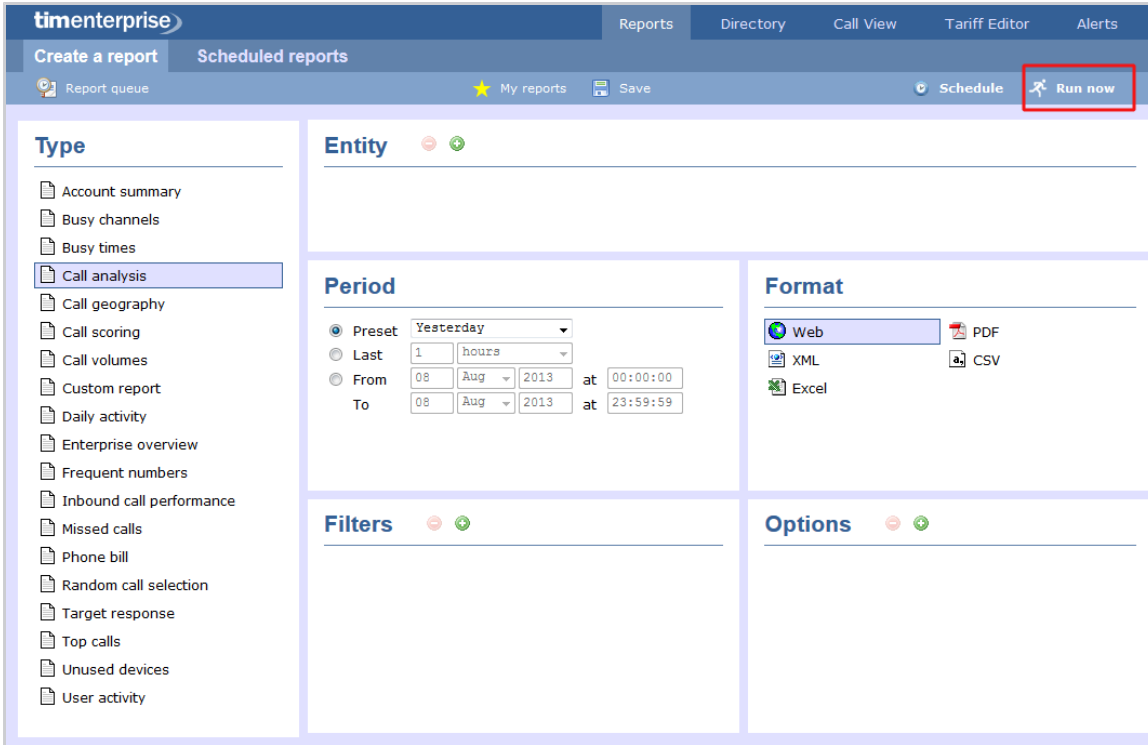 timenterprise
Reports Directory Call View Tariff Editor Alerts
Create a report Scheduled reports
Report queue My reports Save Schedule Run now
Type
Account summary
Busy channels
Busy times
Call analysis
Call geography
Call scoring
Call volumes
Custom report
Daily activity
Enterprise overview
Frequent numbers
Inbound call performance
Missed calls
Phone bill
Random call selection
Target response
Top calls
Unused devices
User activity
Entity
Period
Preset Yesterday
Last 1 hours
From 08 Aug 2013 at 00:00:00
To 08 Aug 2013 at 23:59:59
Format
Web PDF
XML CSV
Excel
Filters
Options